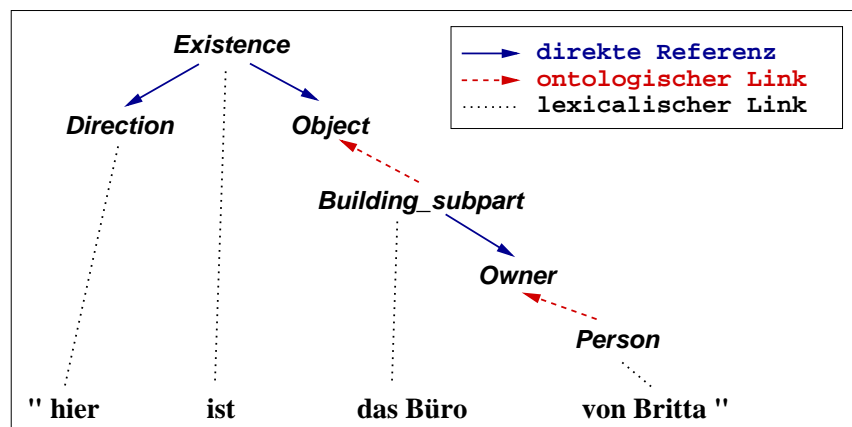 Existence
direkte Referenz
ontologischer Link
lexicalischer Link
Direction Object
Building_subpart
Owner
Person
" hier ist das Büro von Britta "